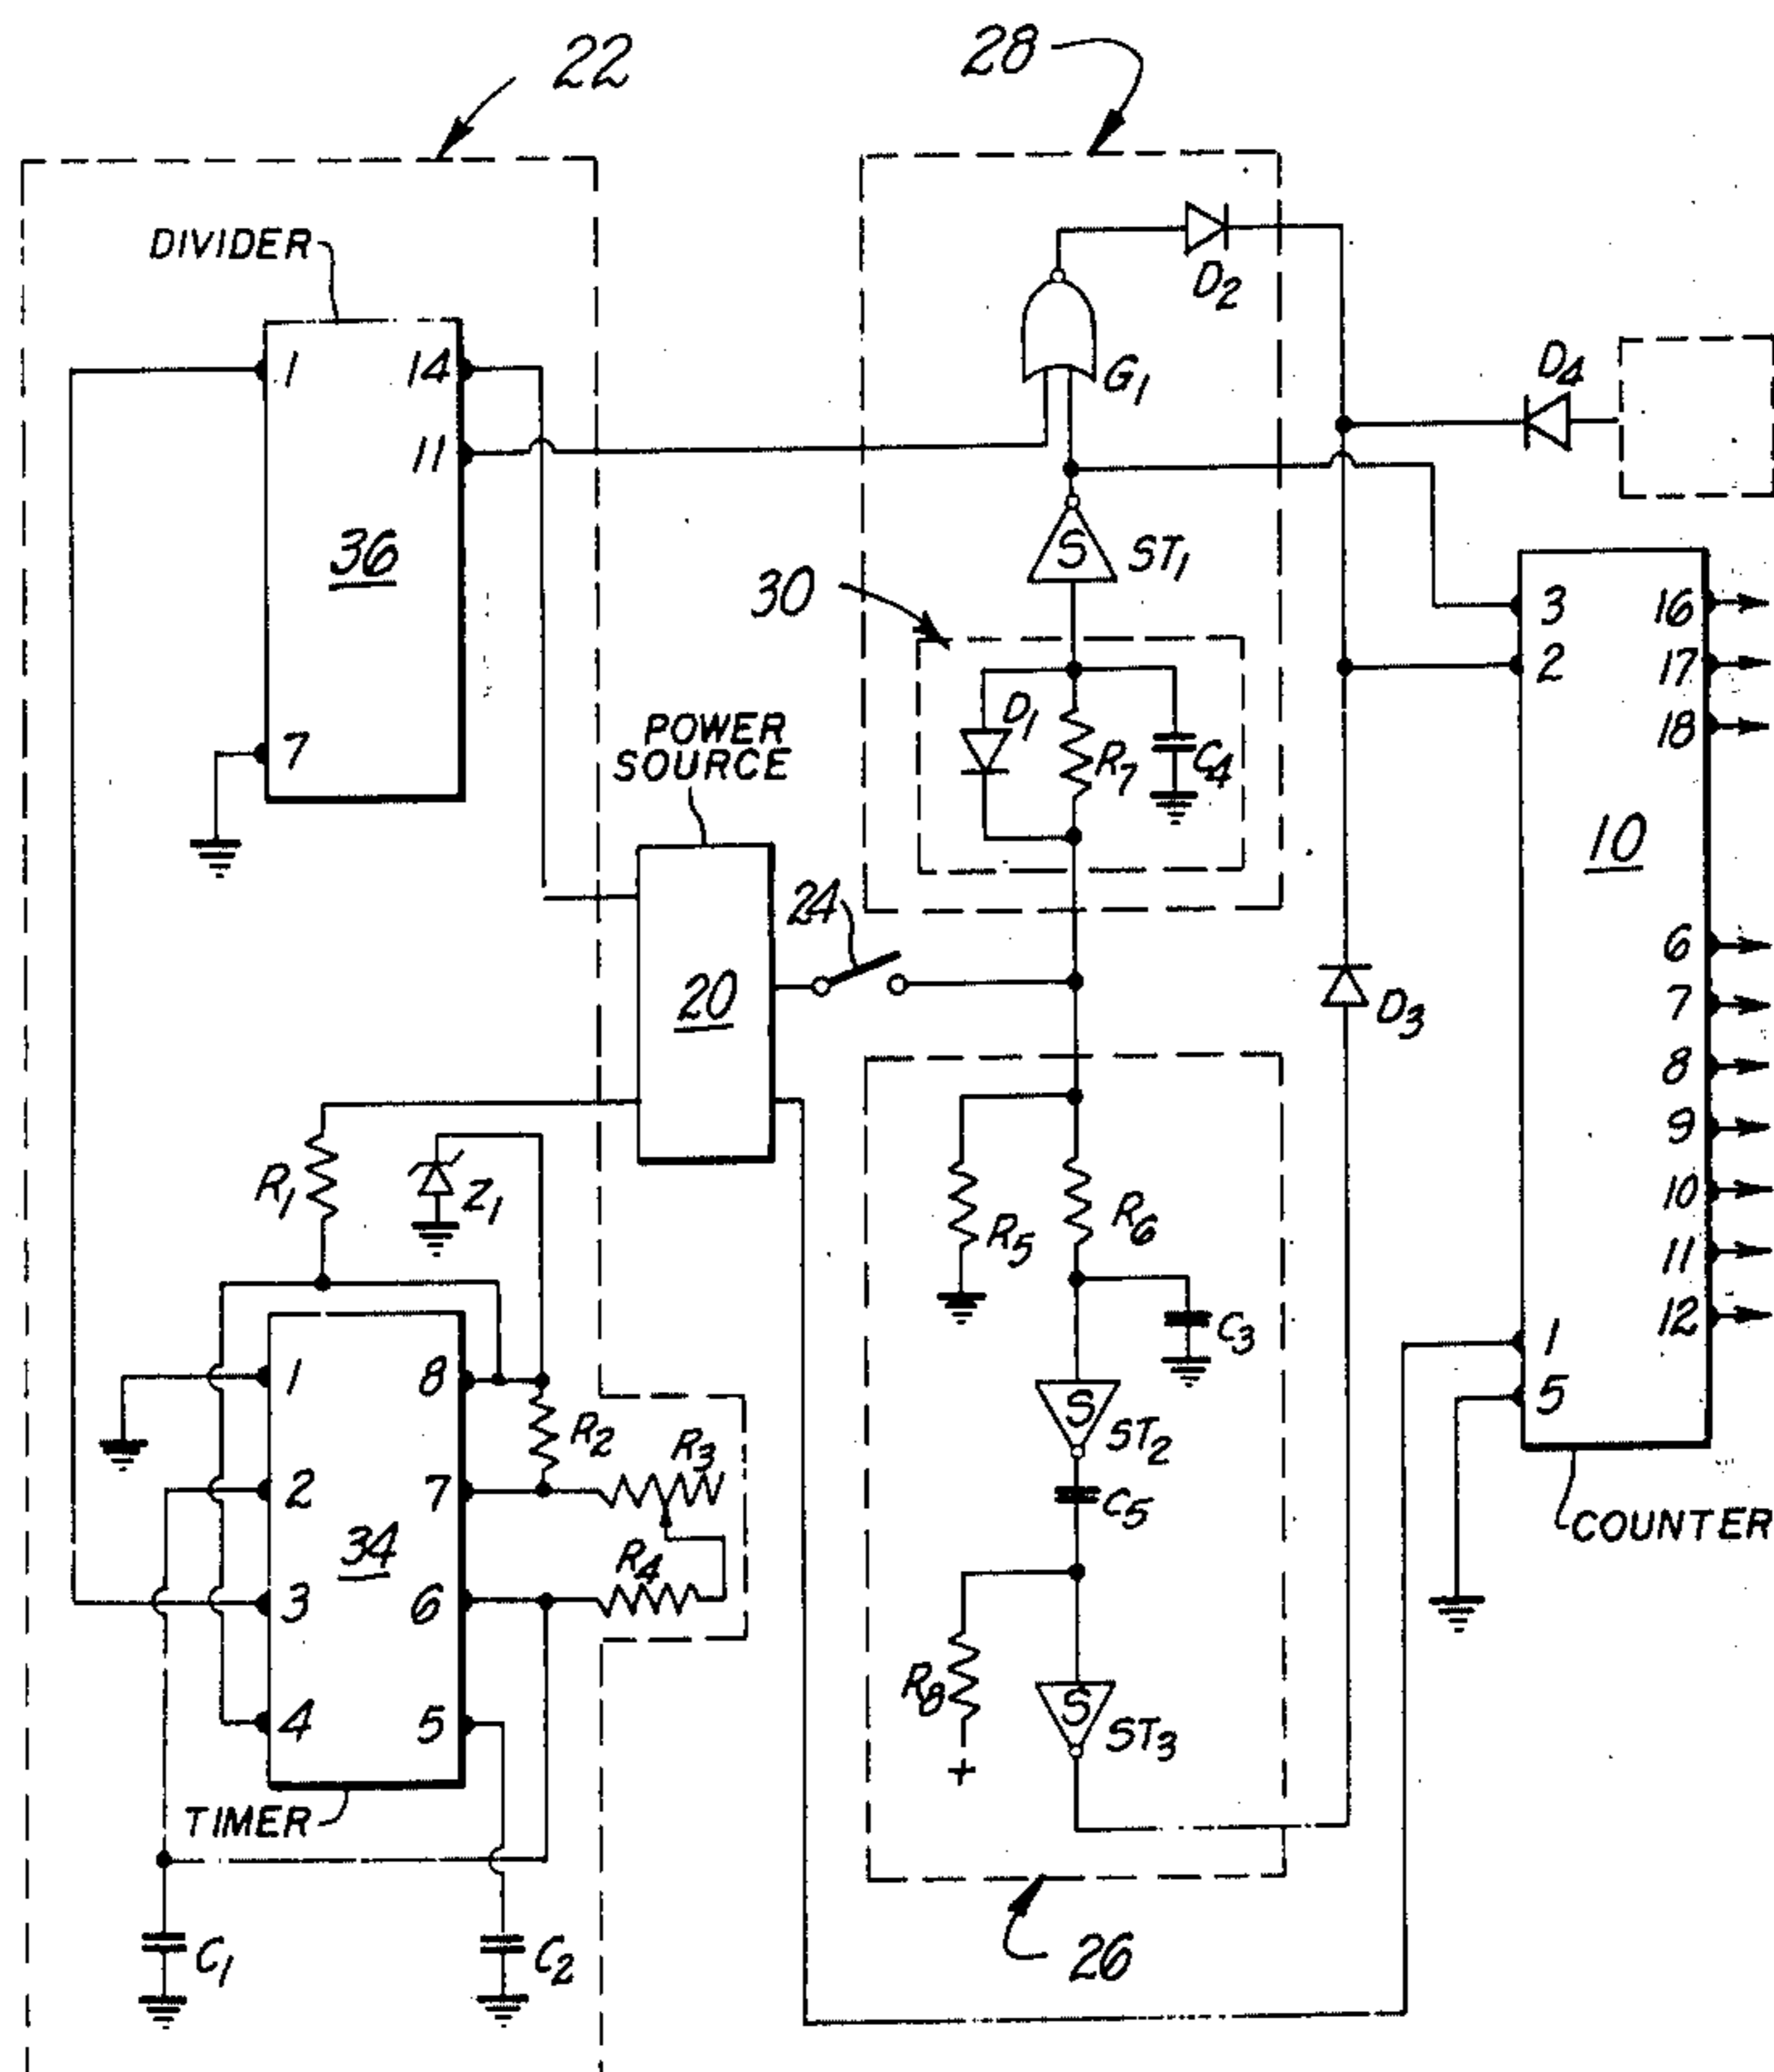 22
28
DIVIDER
1
14
11
36
7
D2
G1
D4
ST1
30
D1
R7
C4
3
2
16
17
18
10
POWER
SOURCE
20
24
D3
6
7
8
9
10
11
12
1
5
COUNTER
R1
Z1
R5
R6
C3
ST2
C5
R8
+
ST3
26
1
2
3
4
8
7
6
5
34
R2
R3
R4
TIMER
C1
C2